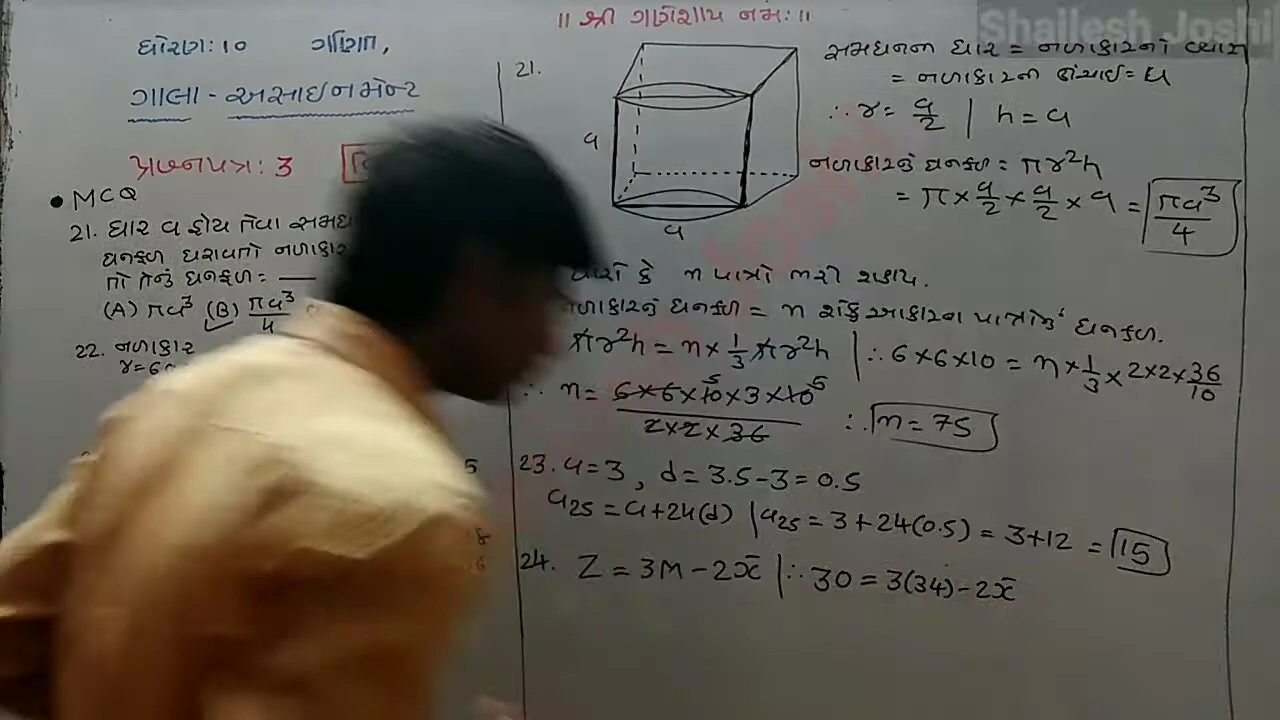 ॥ શ્રી ગણેશાય નમઃ ॥
Shailesh Joshi
ધોરણ: ૧૦ ગણિત,
ગાલા - અસાઇનમેન્ટ
પ્રશ્નપત્ર: 3
• MCQ
21. ધાર a હોય તેવા સમઘ
ઘનફળ ધરાવતો નળાકાર
તો તેનું ઘનફળ = —
(A) πa³ (B) πa³/4
22. નળાકાર
r=6
5
21.
a
a
સમઘનના ધાર = નળાકારનો વ્યાસ
= નળાકારની ઊંચાઈ = a
∴ r = a/2 | h = a
નળાકારનું ઘનફળ = πr²h
= π × a/2 × a/2 × a = πa³/4
ધારો કે n પાત્રો ભરી શકાય.
નળાકારનું ઘનફળ = n શંકુ આકારના પાત્રોનું ઘનફળ.
πr²h = n × 1/3 πr²h | ∴ 6×6×10 = n × 1/3 × 2×2× 36/10
∴ n = 6×6×10×3×10 / 2×2×36 ∴ n = 75
23. a = 3, d = 3.5 - 3 = 0.5
a25 = a + 24(d) | a25 = 3 + 24(0.5) = 3 + 12 = 15
24. Z = 3M - 2x̄ | ∴ 30 = 3(34) - 2x̄